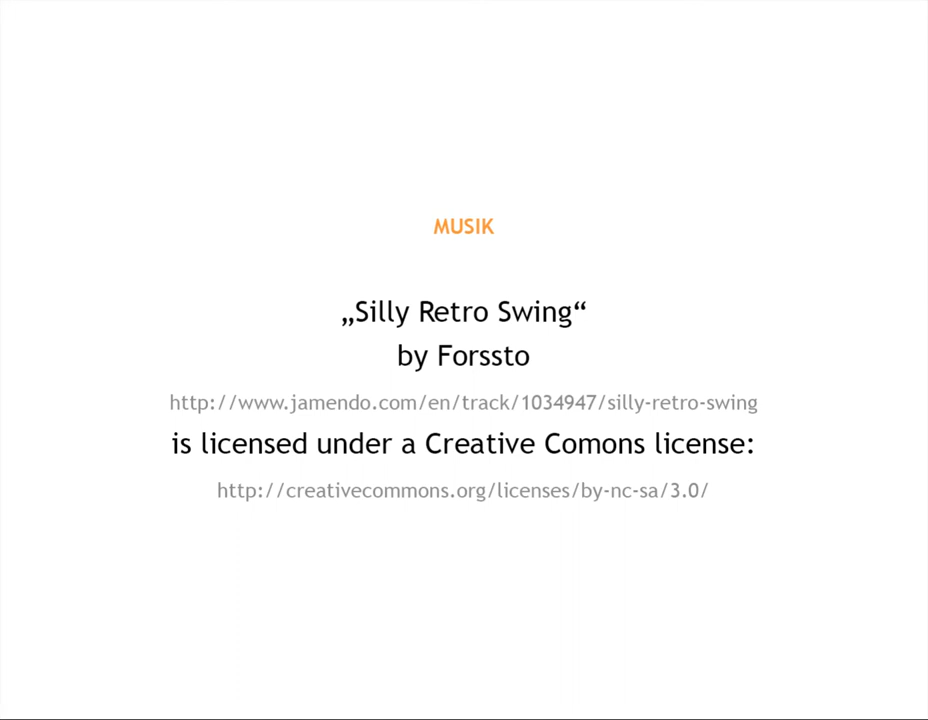 MUSIK
„Silly Retro Swing“
by Forssto
http://www.jamendo.com/en/track/1034947/silly-retro-swing
is licensed under a Creative Comons license:
http://creativecommons.org/licenses/by-nc-sa/3.0/